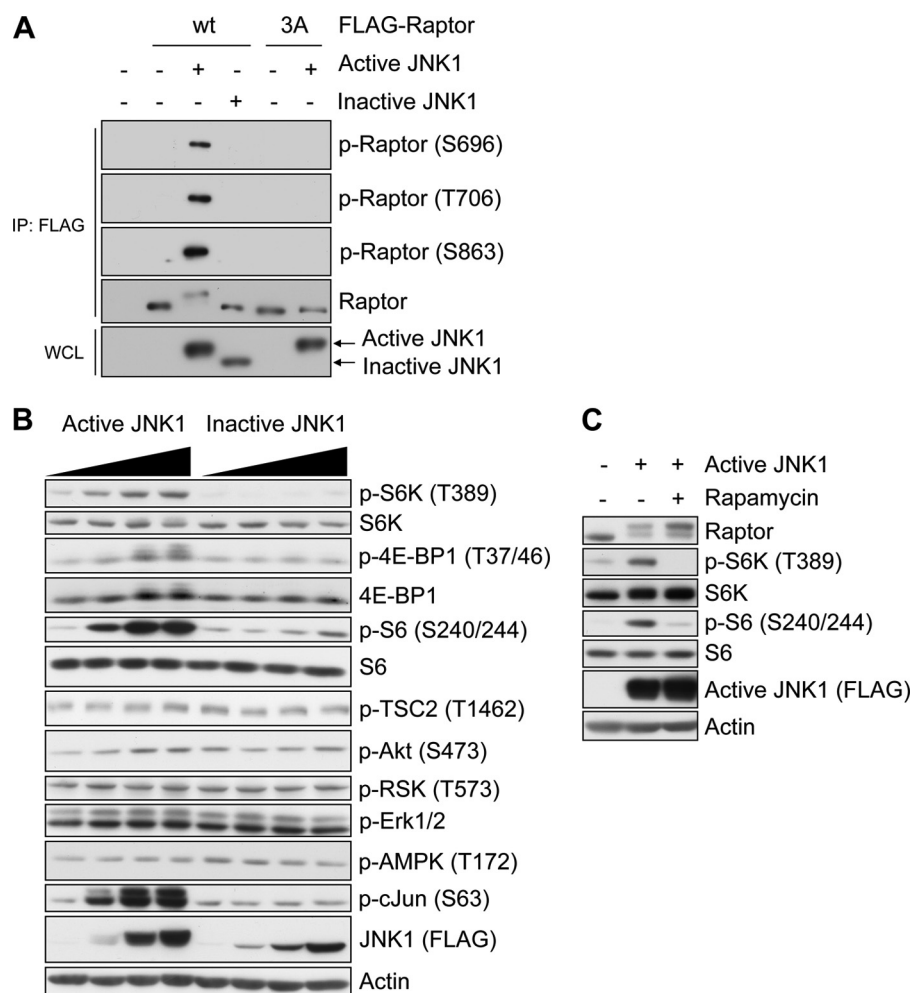 A
wt 3A FLAG-Raptor
- - + - - + Active JNK1
- - - + - - Inactive JNK1
IP: FLAG
p-Raptor (S696)
p-Raptor (T706)
p-Raptor (S863)
Raptor
WCL
Active JNK1
Inactive JNK1
B
Active JNK1 Inactive JNK1
p-S6K (T389)
S6K
p-4E-BP1 (T37/46)
4E-BP1
p-S6 (S240/244)
S6
p-TSC2 (T1462)
p-Akt (S473)
p-RSK (T573)
p-Erk1/2
p-AMPK (T172)
p-cJun (S63)
JNK1 (FLAG)
Actin
C
- + + Active JNK1
- - + Rapamycin
Raptor
p-S6K (T389)
S6K
p-S6 (S240/244)
S6
Active JNK1 (FLAG)
Actin